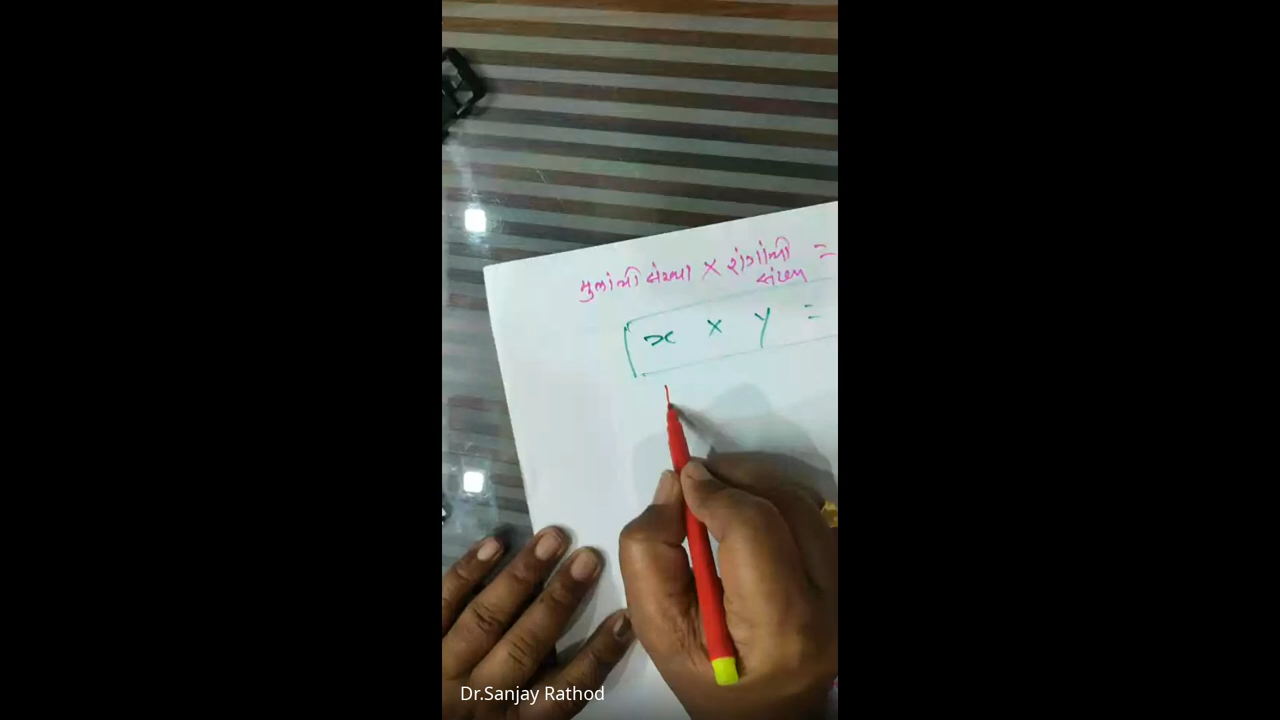 મુલાંની સંખ્યા × રંગાંની =
સંખ્યા
x × y =
Dr.Sanjay Rathod